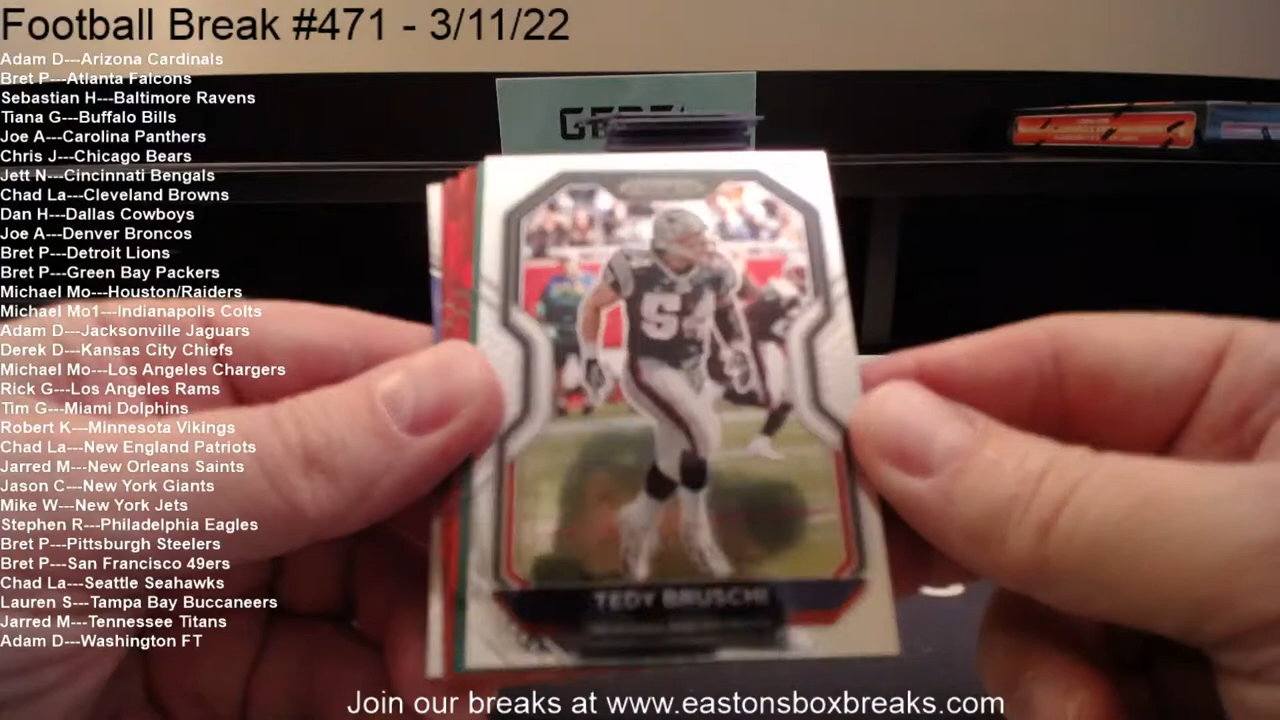 Football Break #471 - 3/11/22
Adam D---Arizona Cardinals
Bret P---Atlanta Falcons
Sebastian H---Baltimore Ravens
Tiana G---Buffalo Bills
Joe A---Carolina Panthers
Chris J---Chicago Bears
Jett N---Cincinnati Bengals
Chad La---Cleveland Browns
Dan H---Dallas Cowboys
Joe A---Denver Broncos
Bret P---Detroit Lions
Bret P---Green Bay Packers
Michael Mo---Houston/Raiders
Michael Mo1---Indianapolis Colts
Adam D---Jacksonville Jaguars
Derek D---Kansas City Chiefs
Michael Mo---Los Angeles Chargers
Rick G---Los Angeles Rams
Tim G---Miami Dolphins
Robert K---Minnesota Vikings
Chad La---New England Patriots
Jarred M---New Orleans Saints
Jason C---New York Giants
Mike W---New York Jets
Stephen R---Philadelphia Eagles
Bret P---Pittsburgh Steelers
Bret P---San Francisco 49ers
Chad La---Seattle Seahawks
Lauren S---Tampa Bay Buccaneers
Jarred M---Tennessee Titans
Adam D---Washington FT
54
TEDY BRUSCHI
Join our breaks at www.eastonsboxbreaks.com